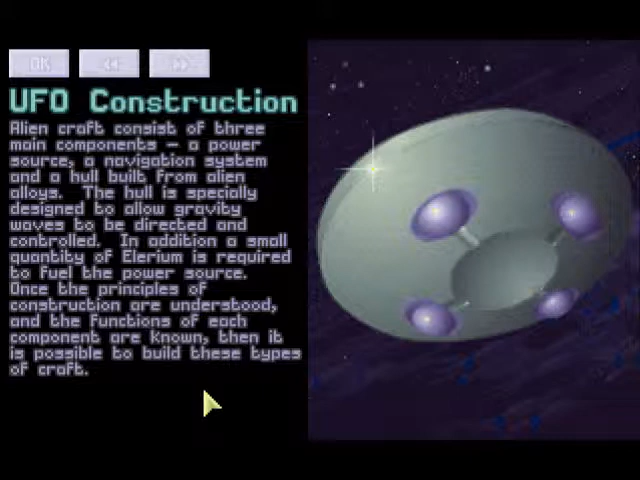 OK << >>
UFO Construction
Alien craft consist of three
main components – a power
source, a navigation system
and a hull built from alien
alloys. The hull is specially
designed to allow gravity
waves to be directed and
controlled. In addition a small
quantity of Elerium is required
to fuel the power source.
Once the principles of
construction are understood,
and the functions of each
component are known, then it
is possible to build these types
of craft.